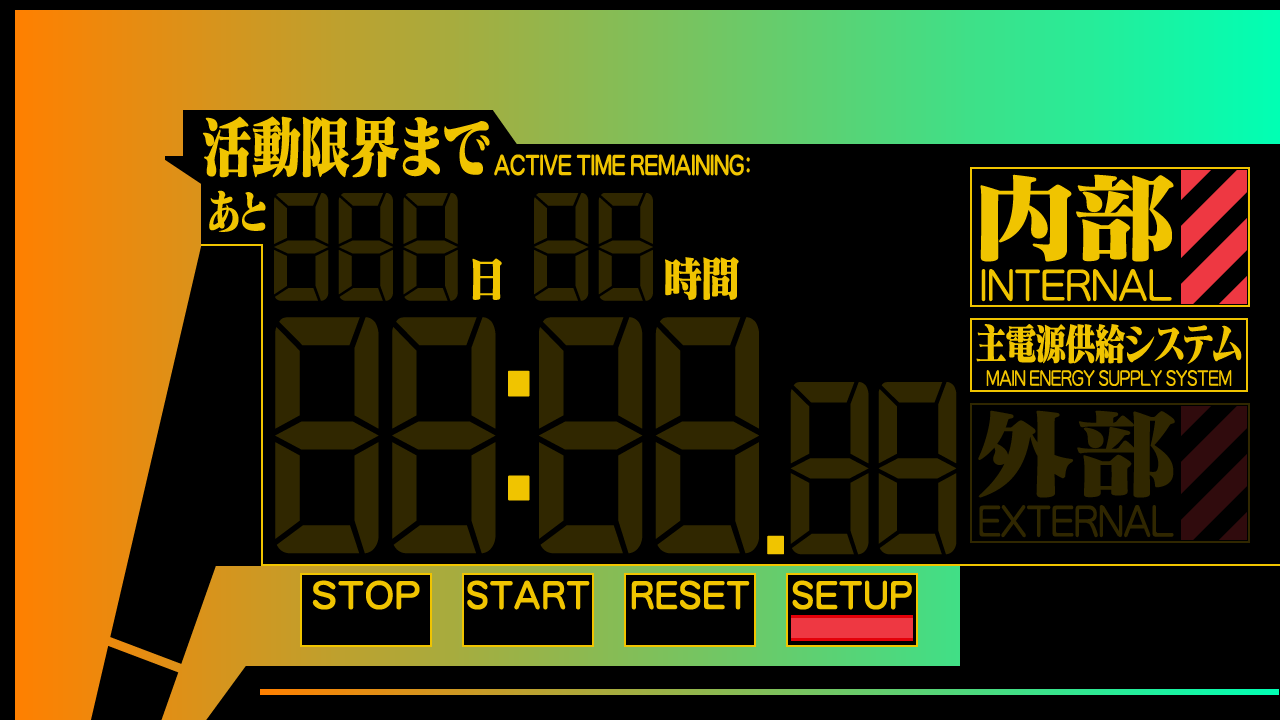 活動限界まで
ACTIVE TIME REMAINING:
あと
日
時間
内部
INTERNAL
主電源供給システム
MAIN ENERGY SUPPLY SYSTEM
外部
EXTERNAL
STOP
START
RESET
SETUP